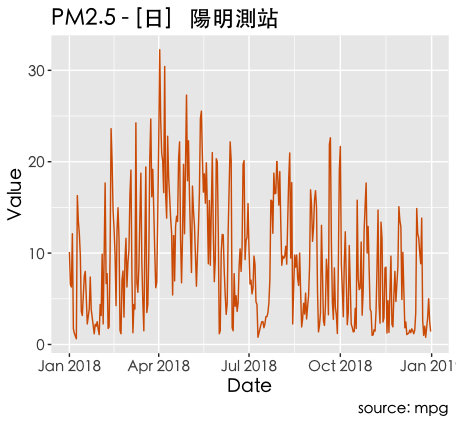 PM2.5 - [日] 陽明測站
Value
30
20
10
0
Jan 2018
Apr 2018
Jul 2018
Oct 2018
Jan 2019
Date
source: mpg